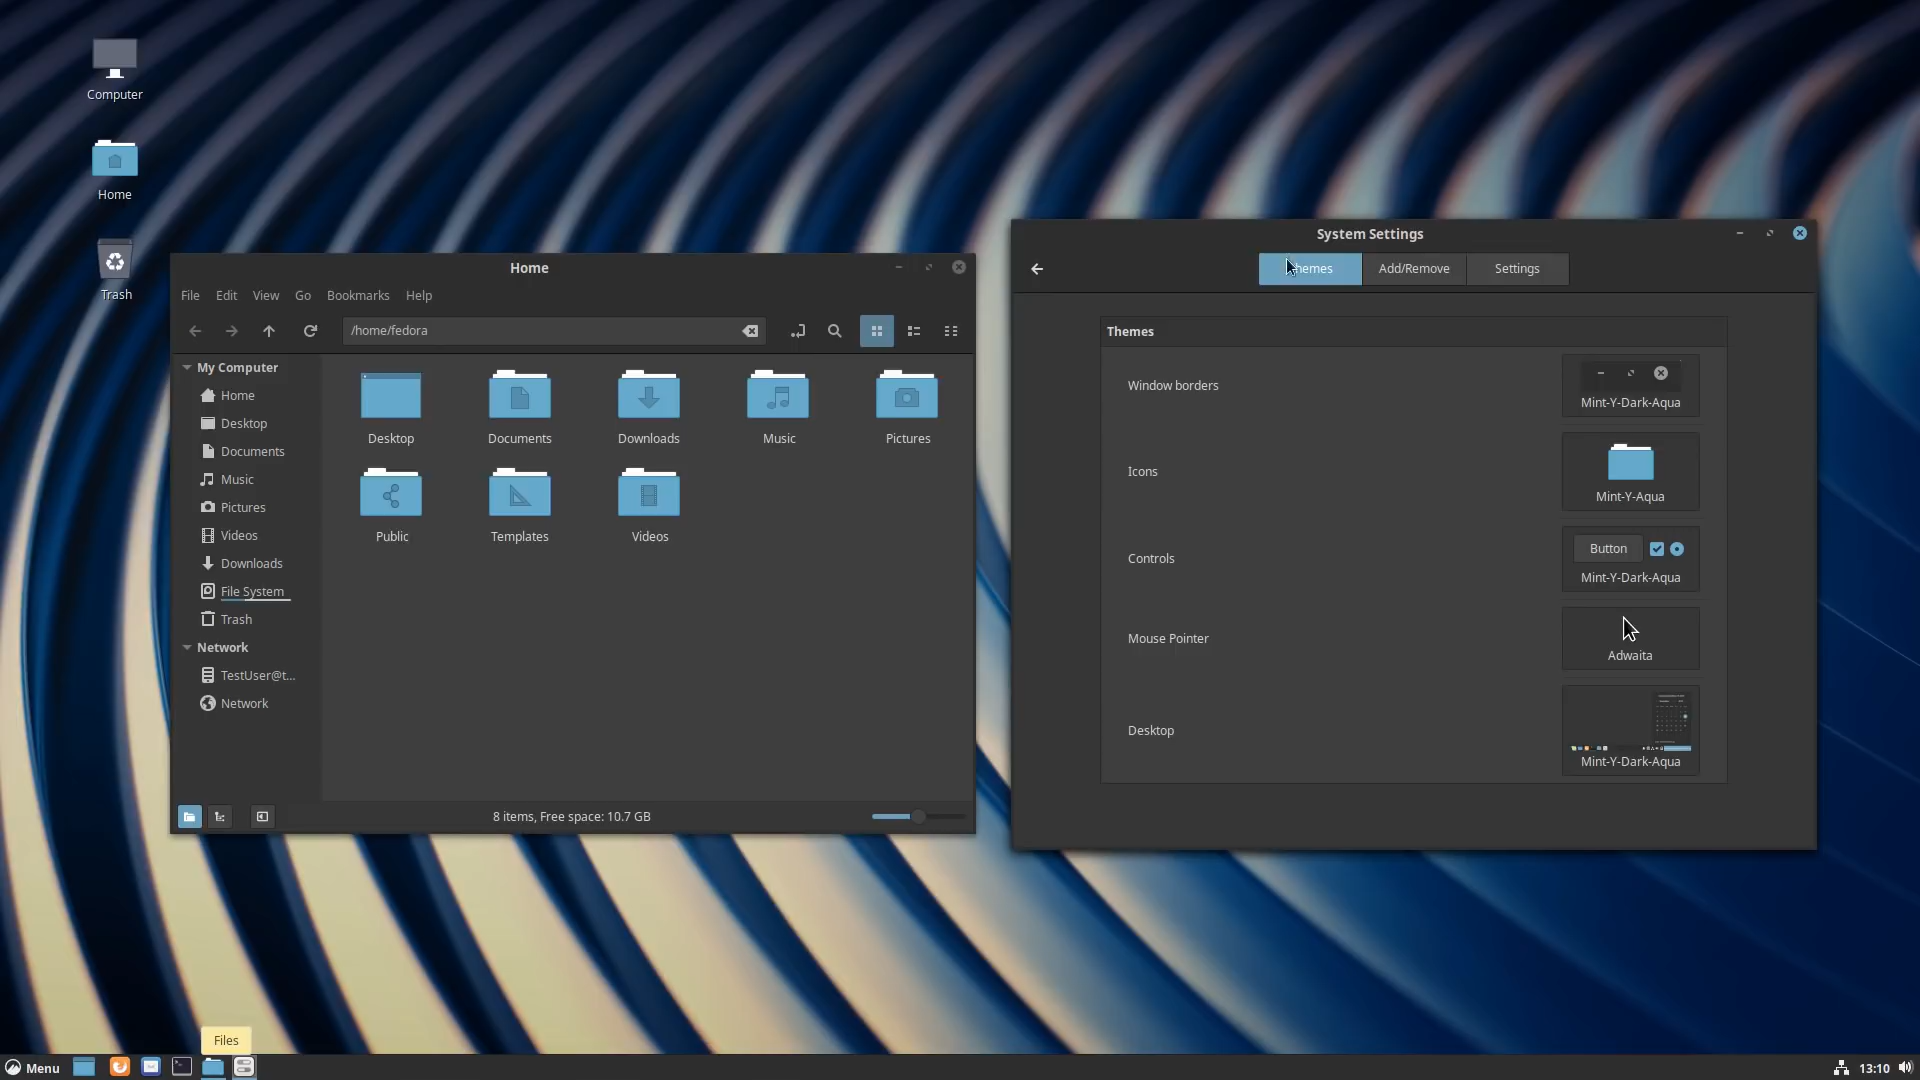 Computer
Home
Trash
Home
File Edit View Go Bookmarks Help
/home/fedora
My Computer
Home
Desktop
Documents
Music
Pictures
Videos
Downloads
File System
Trash
Network
TestUser@t...
Network
Desktop Documents Downloads Music Pictures
Public Templates Videos
8 items, Free space: 10.7 GB
System Settings
Add/Remove Settings
Themes
Window borders
Mint-Y-Dark-Aqua
Icons
Mint-Y-Aqua
Controls
Button
Mint-Y-Dark-Aqua
Mouse Pointer
Adwaita
Desktop
Mint-Y-Dark-Aqua
Files
Menu
13:10